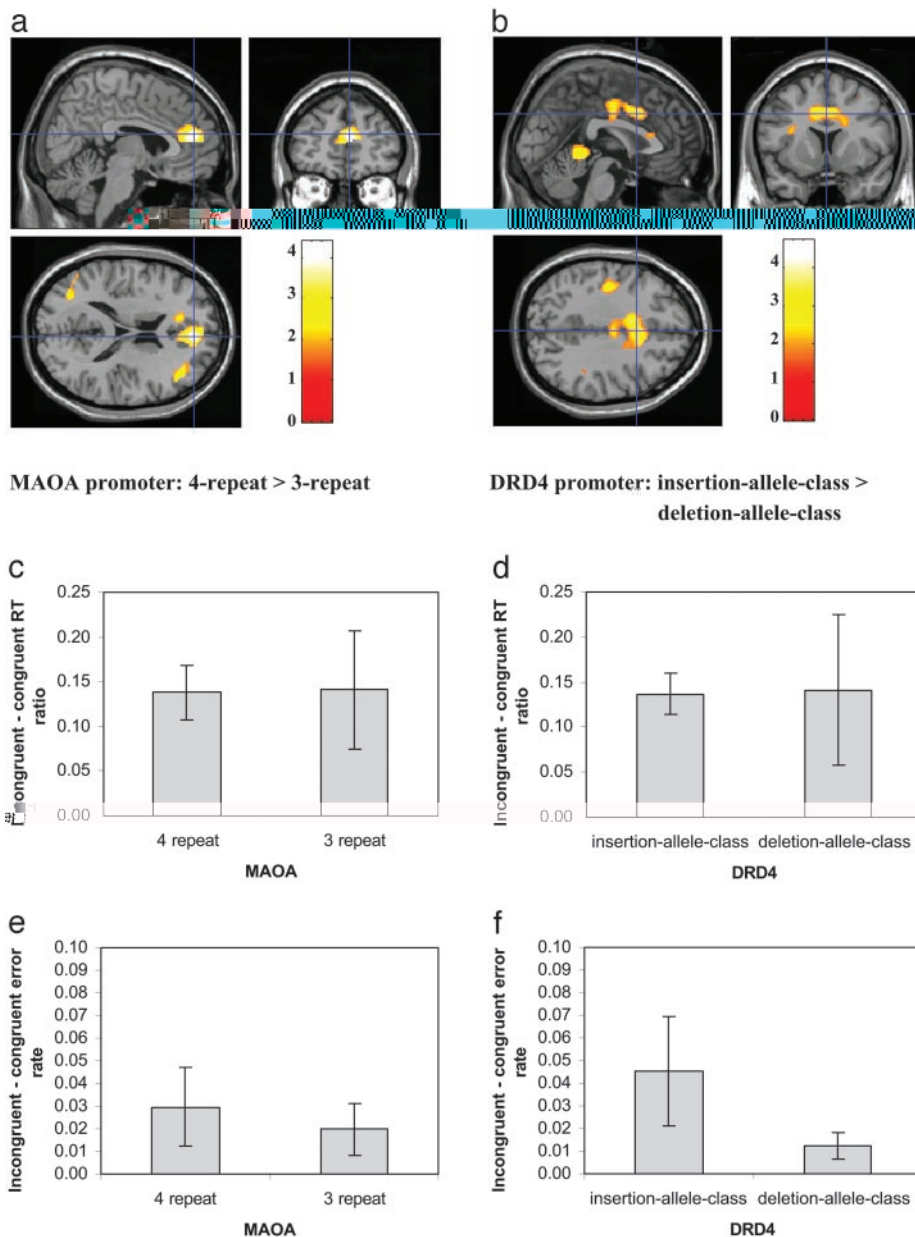 a
b
4
3
2
1
0
4
3
2
1
0
MAOA promoter: 4-repeat > 3-repeat
DRD4 promoter: insertion-allele-class >
deletion-allele-class
c
d
0.25
0.20
0.15
0.10
0.05
0.00
congruent RT
ratio
4 repeat
3 repeat
MAOA
0.25
0.20
0.15
0.10
0.05
0.00
Incongruent - congruent RT
ratio
insertion-allele-class
deletion-allele-class
DRD4
e
f
0.10
0.09
0.08
0.07
0.06
0.05
0.04
0.03
0.02
0.01
0.00
Incongruent - congruent error
rate
4 repeat
3 repeat
MAOA
0.10
0.09
0.08
0.07
0.06
0.05
0.04
0.03
0.02
0.01
0.00
Incongruent - congruent error
rate
insertion-allele-class
deletion-allele-class
DRD4